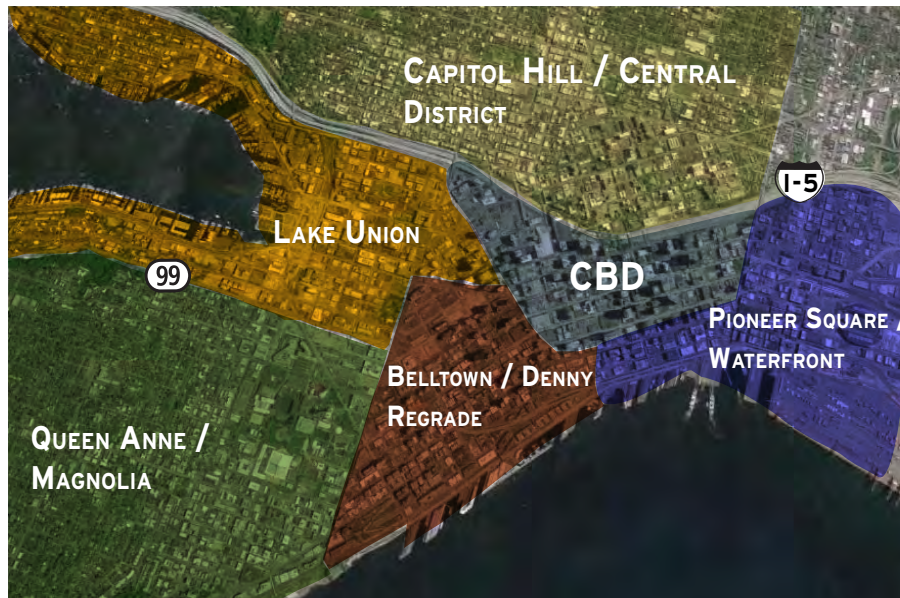 CAPITOL HILL / CENTRAL
DISTRICT
I-5
LAKE UNION
99
CBD
PIONEER SQUARE /
WATERFRONT
BELLTOWN / DENNY
REGRADE
QUEEN ANNE /
MAGNOLIA